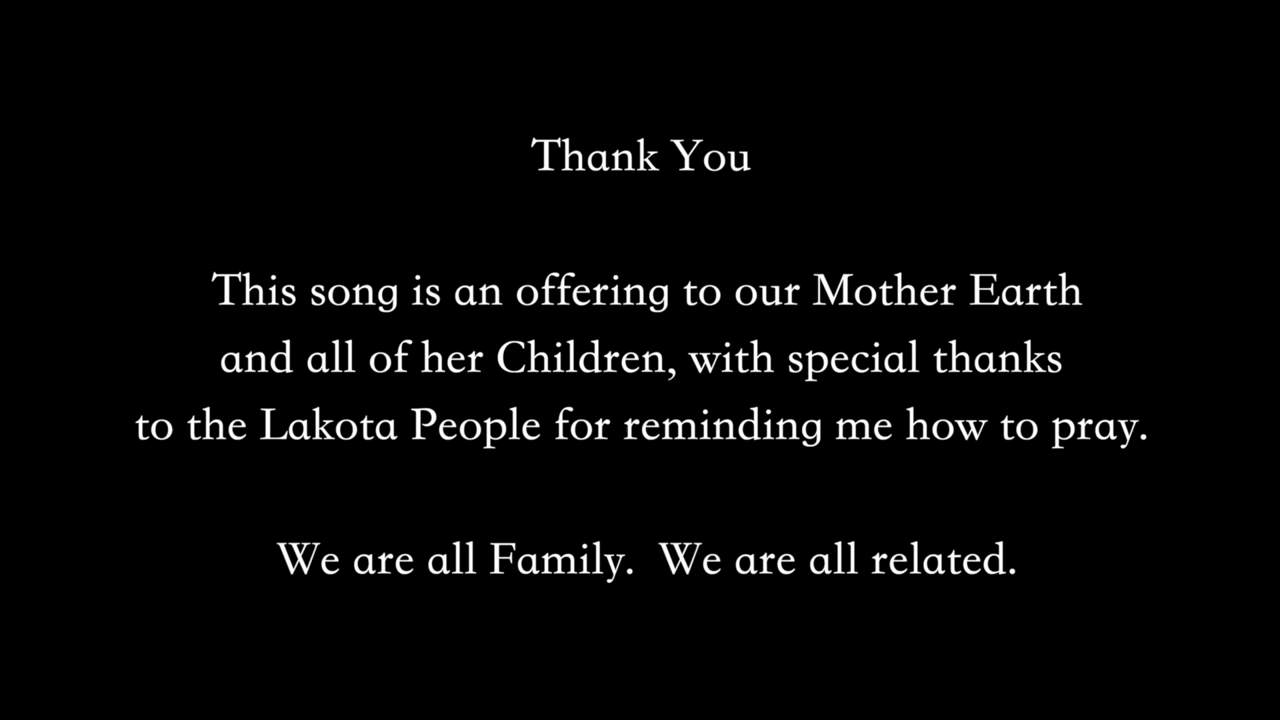 Thank You
This song is an offering to our Mother Earth
and all of her Children, with special thanks
to the Lakota People for reminding me how to pray.
We are all Family.  We are all related.